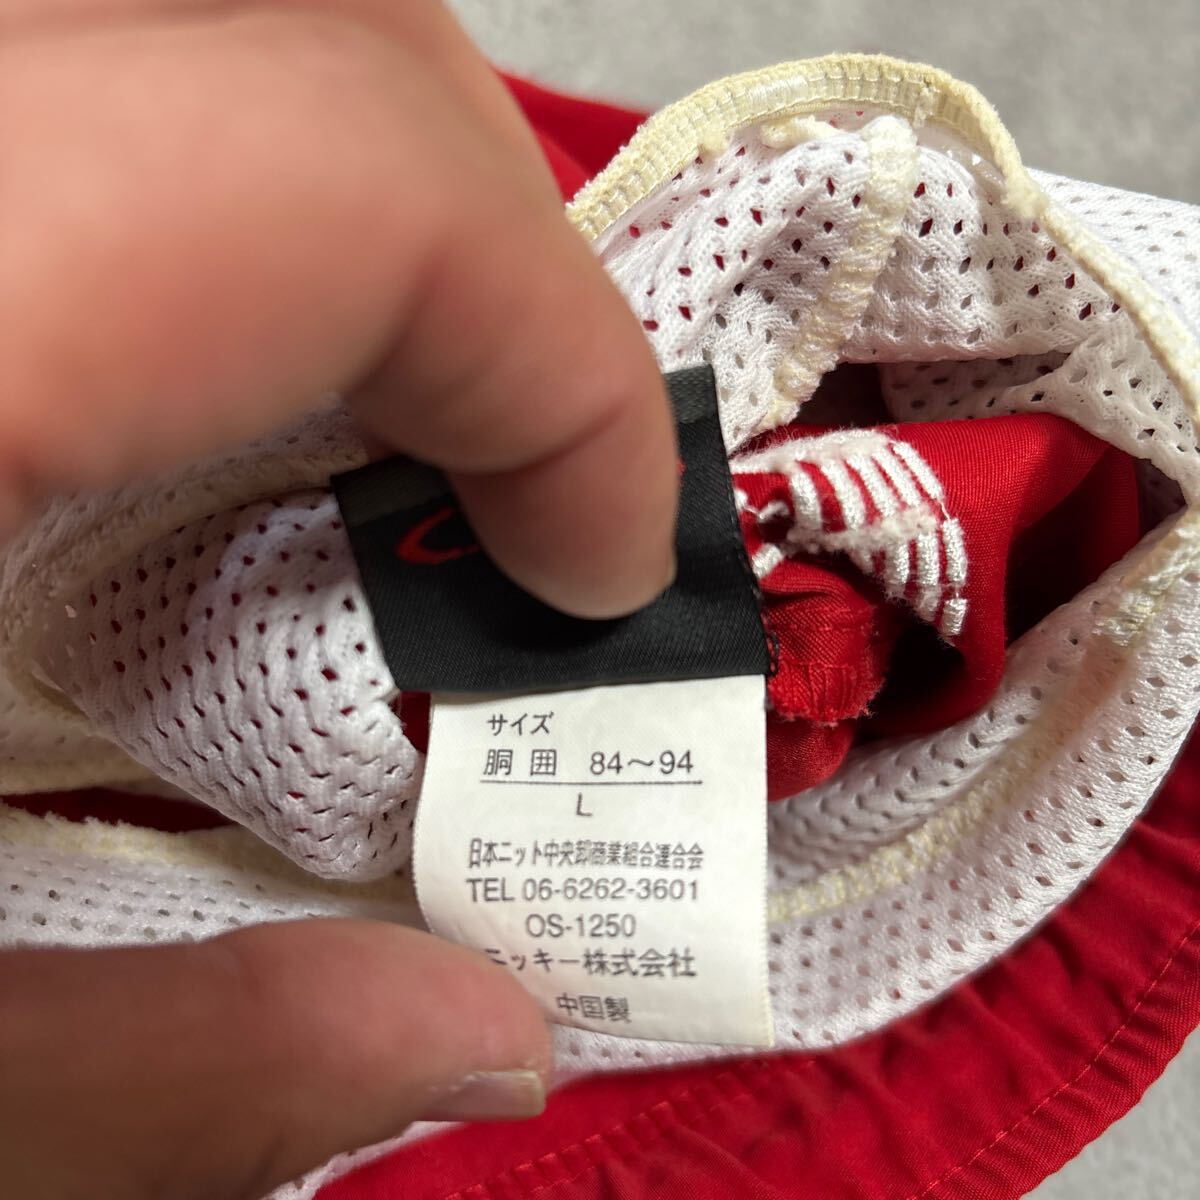 サイズ
胴囲 84～94
L
日本ニット中央卸商業組合連合会
TEL 06-6262-3601
OS-1250
ニッキー株式会社
中国製